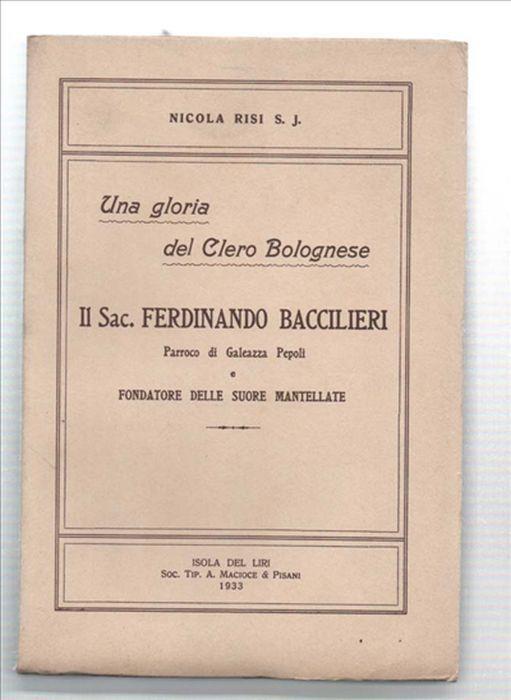 NICOLA RISI S. J.
Una gloria
del Clero Bolognese
Il Sac. FERDINANDO BACCILIERI
Parroco di Galeazza Pepoli
e
FONDATORE DELLE SUORE MANTELLATE
ISOLA DEL LIRI
SOC. TIP. A. MACIOCE & PISANI
1933